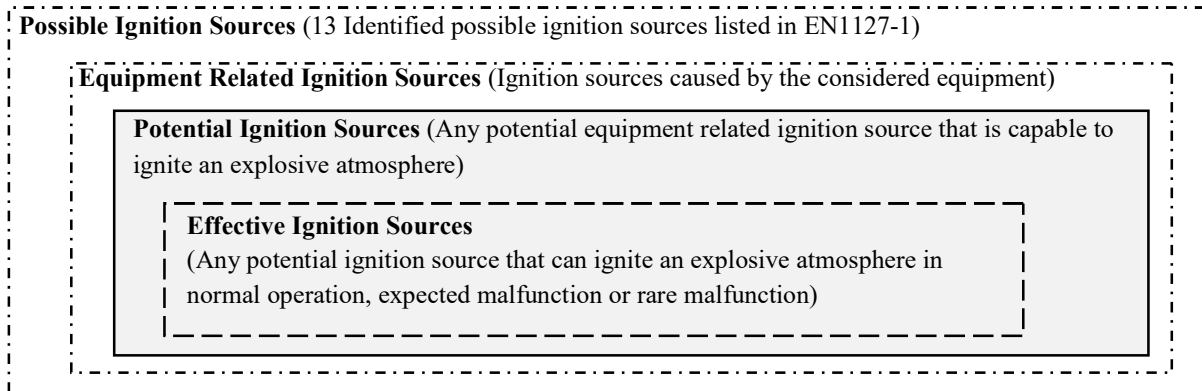 Possible Ignition Sources (13 Identified possible ignition sources listed in EN1127-1)
Equipment Related Ignition Sources (Ignition sources caused by the considered equipment)
Potential Ignition Sources (Any potential equipment related ignition source that is capable to
ignite an explosive atmosphere)
Effective Ignition Sources
(Any potential ignition source that can ignite an explosive atmosphere in
normal operation, expected malfunction or rare malfunction)